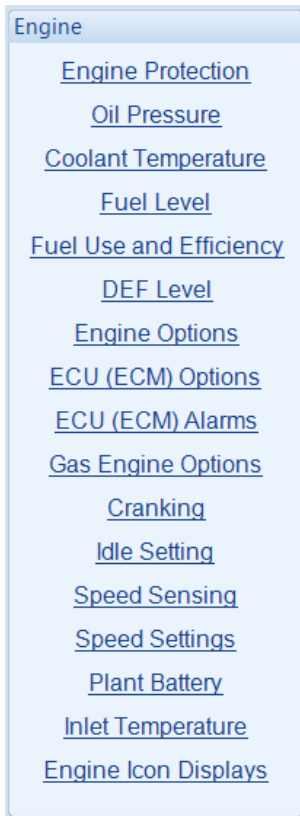 Engine
Engine Protection
Oil Pressure
Coolant Temperature
Fuel Level
Fuel Use and Efficiency
DEF Level
Engine Options
ECU (ECM) Options
ECU (ECM) Alarms
Gas Engine Options
Cranking
Idle Setting
Speed Sensing
Speed Settings
Plant Battery
Inlet Temperature
Engine Icon Displays